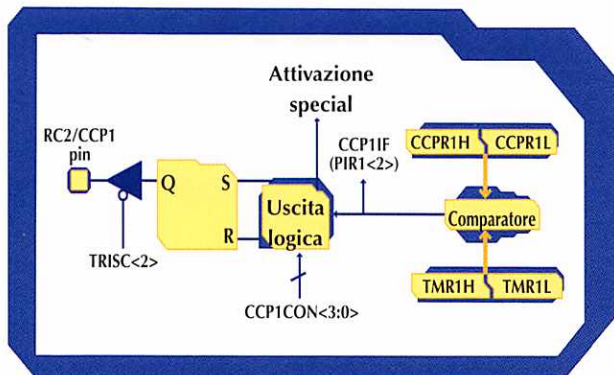 Attivazione
special
RC2/CCP1
pin
CCP1IF
(PIR1<2>)
CCPR1H
CCPR1L
Q
S
R
Uscita
logica
Comparatore
TRISC<2>
CCP1CON<3:0>
TMR1H
TMR1L